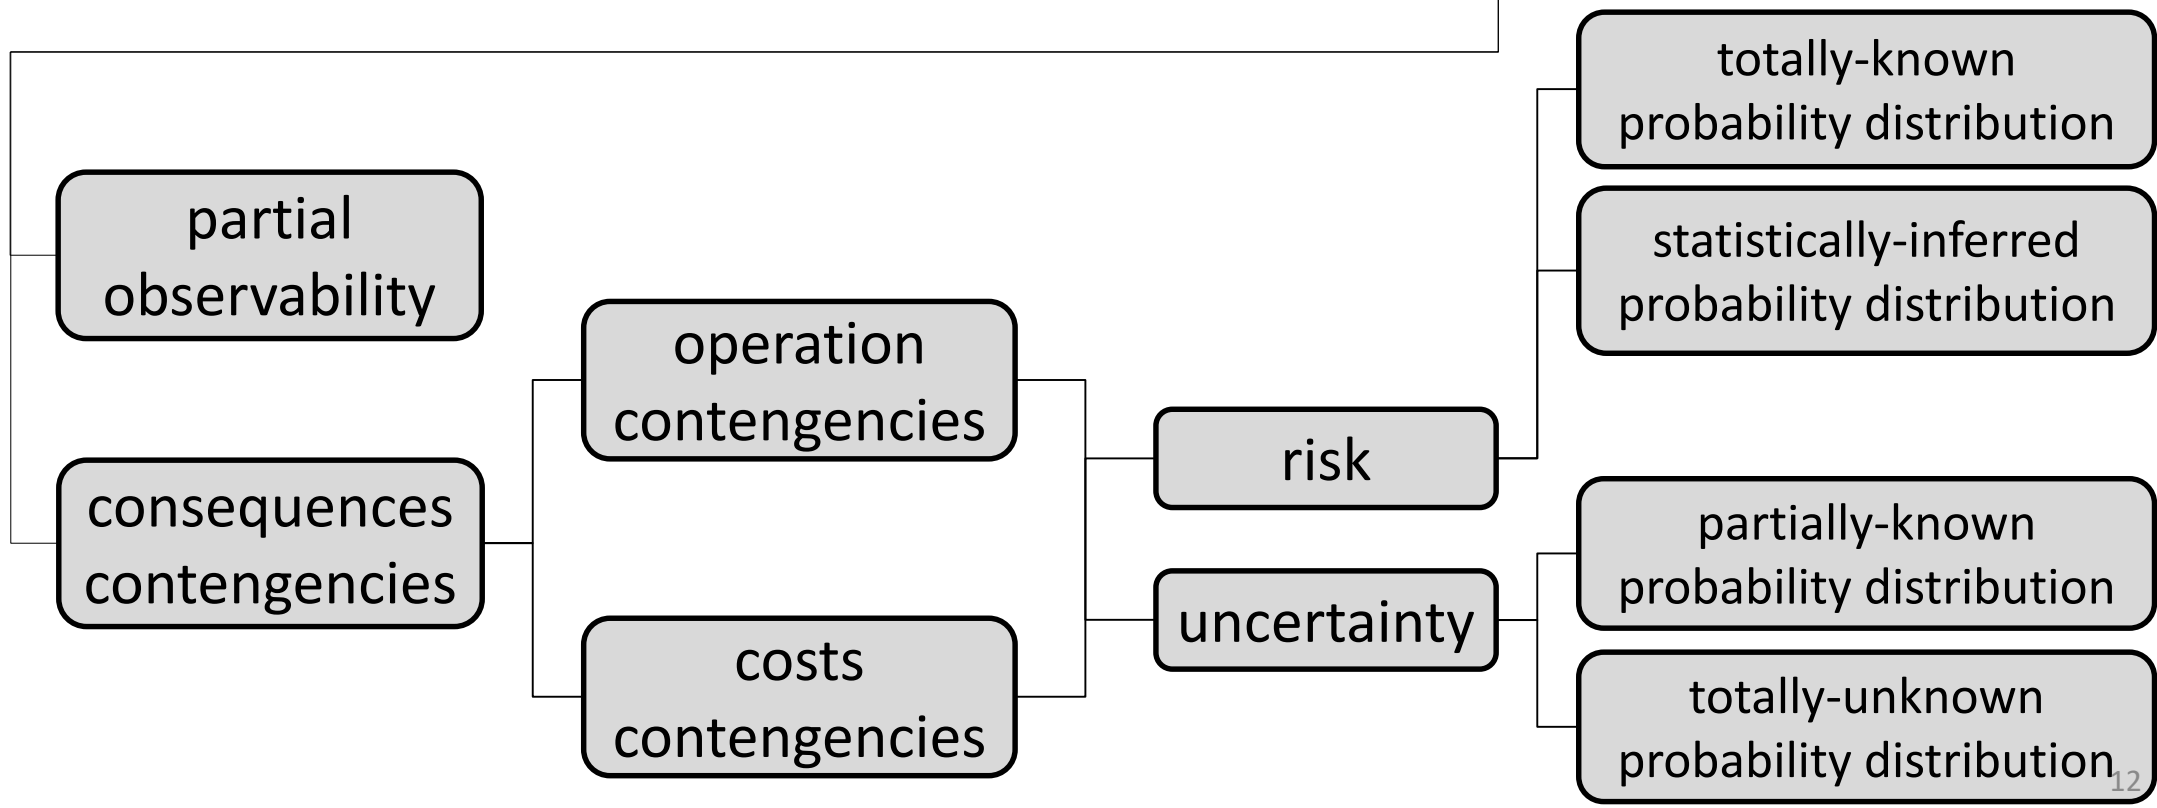 partial
observability
consequences
contengencies
operation
contengencies
costs
contengencies
risk
uncertainty
totally-known
probability distribution
statistically-inferred
probability distribution
partially-known
probability distribution
totally-unknown
probability distribution
12